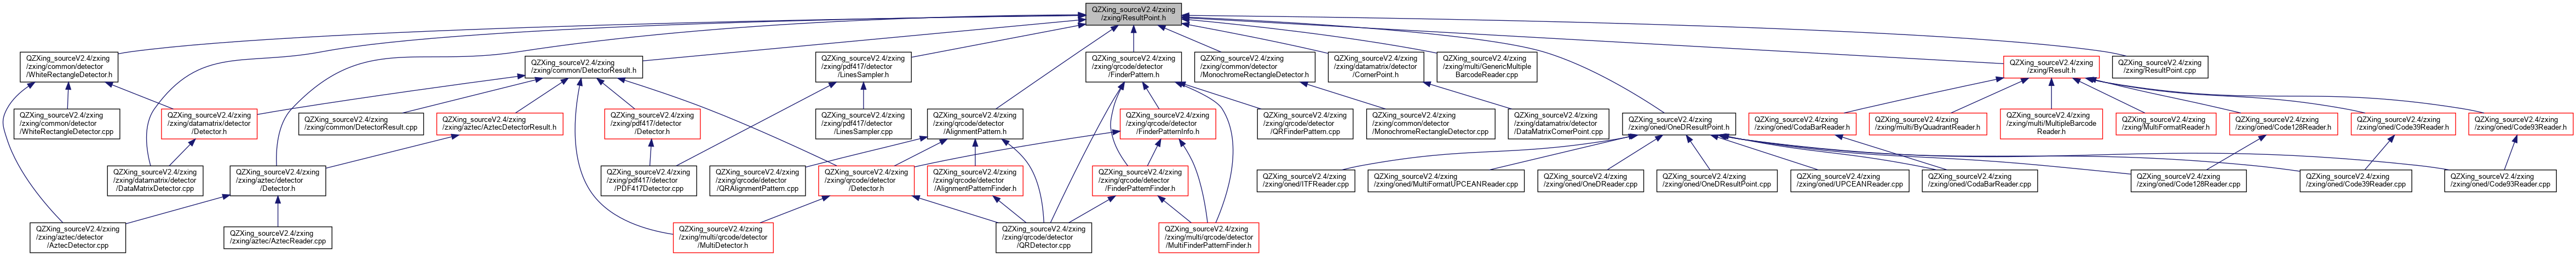 QZXing_sourceV2.4/zxing
/zxing/ResultPoint.h
QZXing_sourceV2.4/zxing
/zxing/common/detector
/WhiteRectangleDetector.h
QZXing_sourceV2.4/zxing
/zxing/common/DetectorResult.h
QZXing_sourceV2.4/zxing
/zxing/pdf417/detector
/LinesSampler.h
QZXing_sourceV2.4/zxing
/zxing/qrcode/detector
/FinderPattern.h
QZXing_sourceV2.4/zxing
/zxing/common/detector
/MonochromeRectangleDetector.h
QZXing_sourceV2.4/zxing
/zxing/datamatrix/detector
/CornerPoint.h
QZXing_sourceV2.4/zxing
/zxing/multi/GenericMultiple
BarcodeReader.cpp
QZXing_sourceV2.4/zxing
/zxing/Result.h
QZXing_sourceV2.4/zxing
/zxing/ResultPoint.cpp
QZXing_sourceV2.4/zxing
/zxing/common/detector
/WhiteRectangleDetector.cpp
QZXing_sourceV2.4/zxing
/zxing/datamatrix/detector
/Detector.h
QZXing_sourceV2.4/zxing
/zxing/common/DetectorResult.cpp
QZXing_sourceV2.4/zxing
/zxing/aztec/AztecDetectorResult.h
QZXing_sourceV2.4/zxing
/zxing/pdf417/detector
/Detector.h
QZXing_sourceV2.4/zxing
/zxing/pdf417/detector
/LinesSampler.cpp
QZXing_sourceV2.4/zxing
/zxing/qrcode/detector
/AlignmentPattern.h
QZXing_sourceV2.4/zxing
/zxing/qrcode/detector
/FinderPatternInfo.h
QZXing_sourceV2.4/zxing
/zxing/qrcode/detector
/QRFinderPattern.cpp
QZXing_sourceV2.4/zxing
/zxing/common/detector
/MonochromeRectangleDetector.cpp
QZXing_sourceV2.4/zxing
/zxing/datamatrix/detector
/DataMatrixCornerPoint.cpp
QZXing_sourceV2.4/zxing
/zxing/oned/OneDResultPoint.h
QZXing_sourceV2.4/zxing
/zxing/oned/CodaBarReader.h
QZXing_sourceV2.4/zxing
/zxing/multi/ByQuadrantReader.h
QZXing_sourceV2.4/zxing
/zxing/multi/MultipleBarcode
Reader.h
QZXing_sourceV2.4/zxing
/zxing/MultiFormatReader.h
QZXing_sourceV2.4/zxing
/zxing/oned/Code128Reader.h
QZXing_sourceV2.4/zxing
/zxing/oned/Code39Reader.h
QZXing_sourceV2.4/zxing
/zxing/oned/Code93Reader.h
QZXing_sourceV2.4/zxing
/zxing/datamatrix/detector
/DataMatrixDetector.cpp
QZXing_sourceV2.4/zxing
/zxing/aztec/detector
/Detector.h
QZXing_sourceV2.4/zxing
/zxing/pdf417/detector
/PDF417Detector.cpp
QZXing_sourceV2.4/zxing
/zxing/qrcode/detector
/QRAlignmentPattern.cpp
QZXing_sourceV2.4/zxing
/zxing/qrcode/detector
/Detector.h
QZXing_sourceV2.4/zxing
/zxing/qrcode/detector
/AlignmentPatternFinder.h
QZXing_sourceV2.4/zxing
/zxing/qrcode/detector
/FinderPatternFinder.h
QZXing_sourceV2.4/zxing
/zxing/oned/ITFReader.cpp
QZXing_sourceV2.4/zxing
/zxing/oned/MultiFormatUPCEANReader.cpp
QZXing_sourceV2.4/zxing
/zxing/oned/OneDReader.cpp
QZXing_sourceV2.4/zxing
/zxing/oned/OneDResultPoint.cpp
QZXing_sourceV2.4/zxing
/zxing/oned/UPCEANReader.cpp
QZXing_sourceV2.4/zxing
/zxing/oned/CodaBarReader.cpp
QZXing_sourceV2.4/zxing
/zxing/oned/Code128Reader.cpp
QZXing_sourceV2.4/zxing
/zxing/oned/Code39Reader.cpp
QZXing_sourceV2.4/zxing
/zxing/oned/Code93Reader.cpp
QZXing_sourceV2.4/zxing
/zxing/aztec/detector
/AztecDetector.cpp
QZXing_sourceV2.4/zxing
/zxing/aztec/AztecReader.cpp
QZXing_sourceV2.4/zxing
/zxing/multi/qrcode/detector
/MultiDetector.h
QZXing_sourceV2.4/zxing
/zxing/qrcode/detector
/QRDetector.cpp
QZXing_sourceV2.4/zxing
/zxing/multi/qrcode/detector
/MultiFinderPatternFinder.h